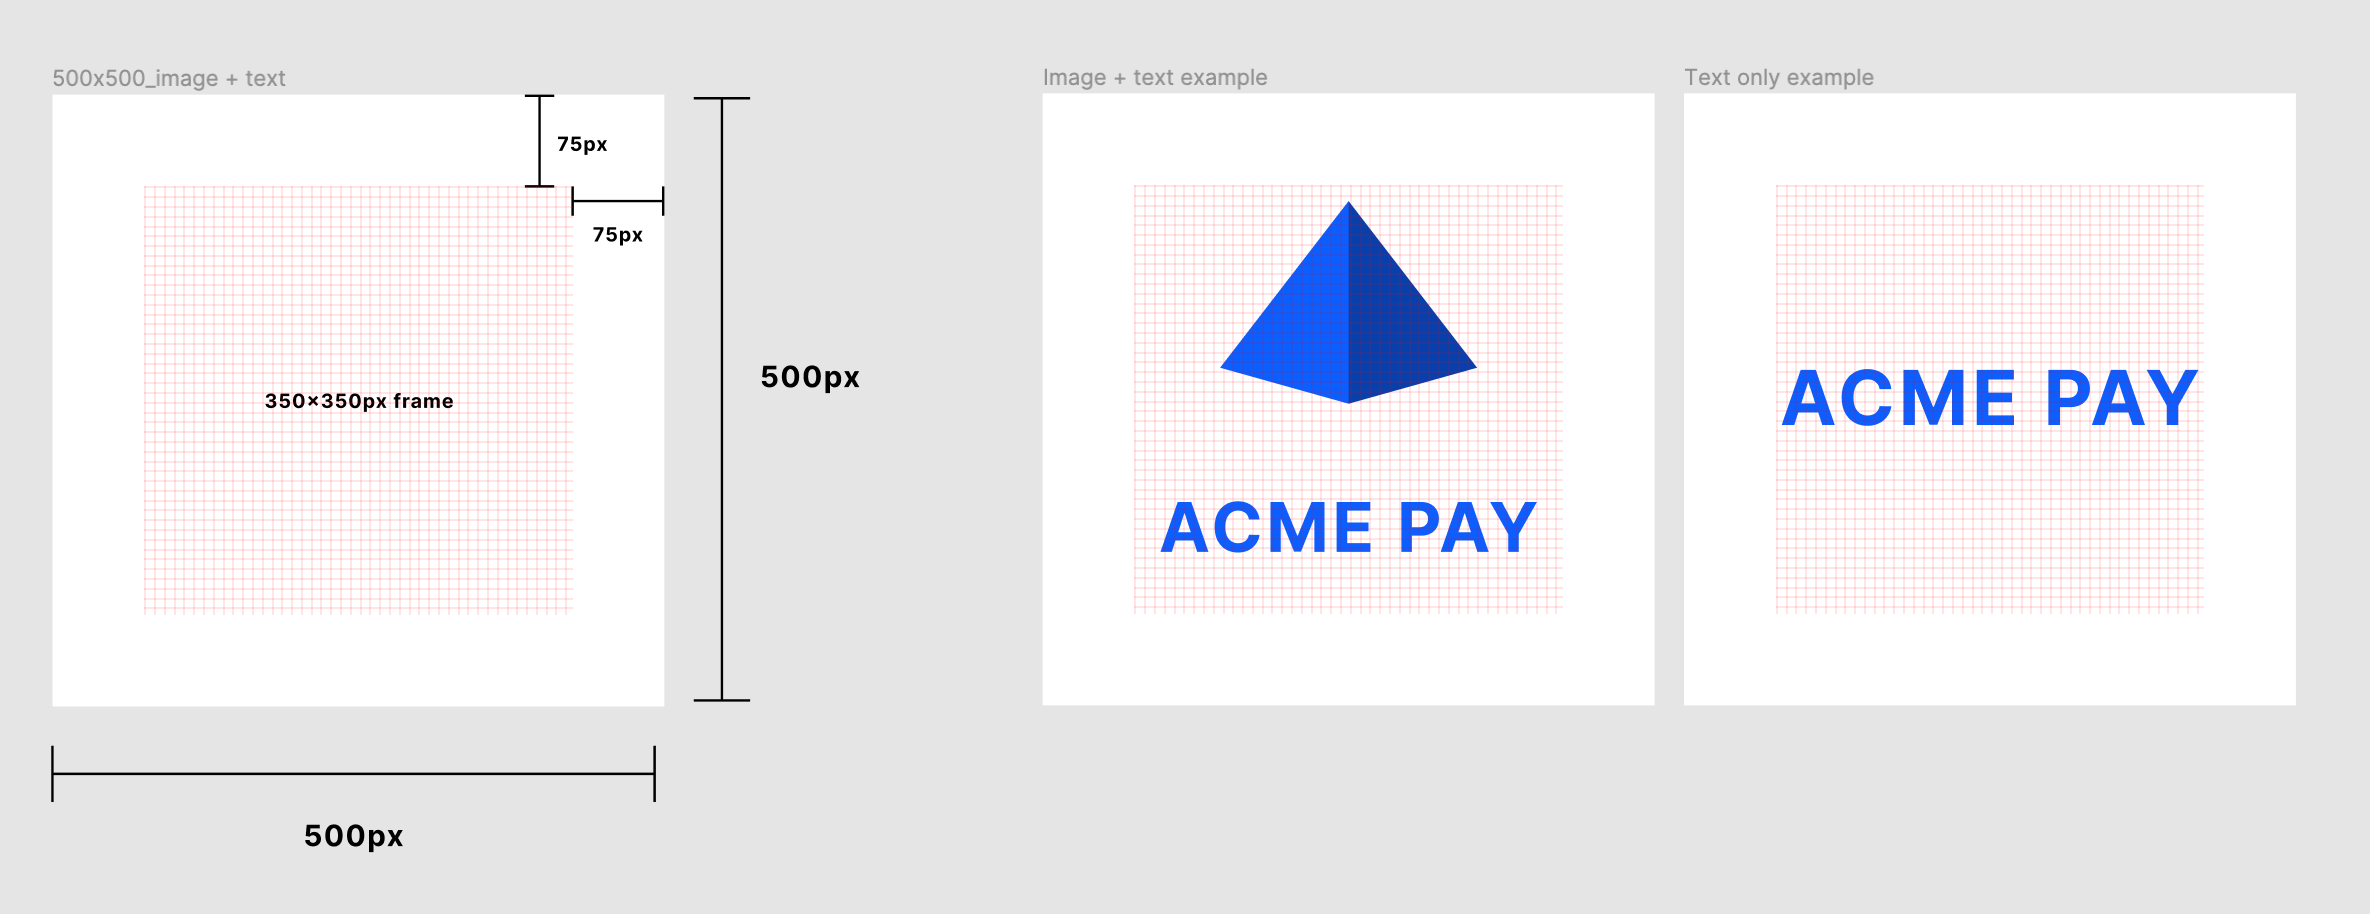 500x500_image + text
75px
75px
350×350px frame
500px
500px
Image + text example
ACME PAY
Text only example
ACME PAY